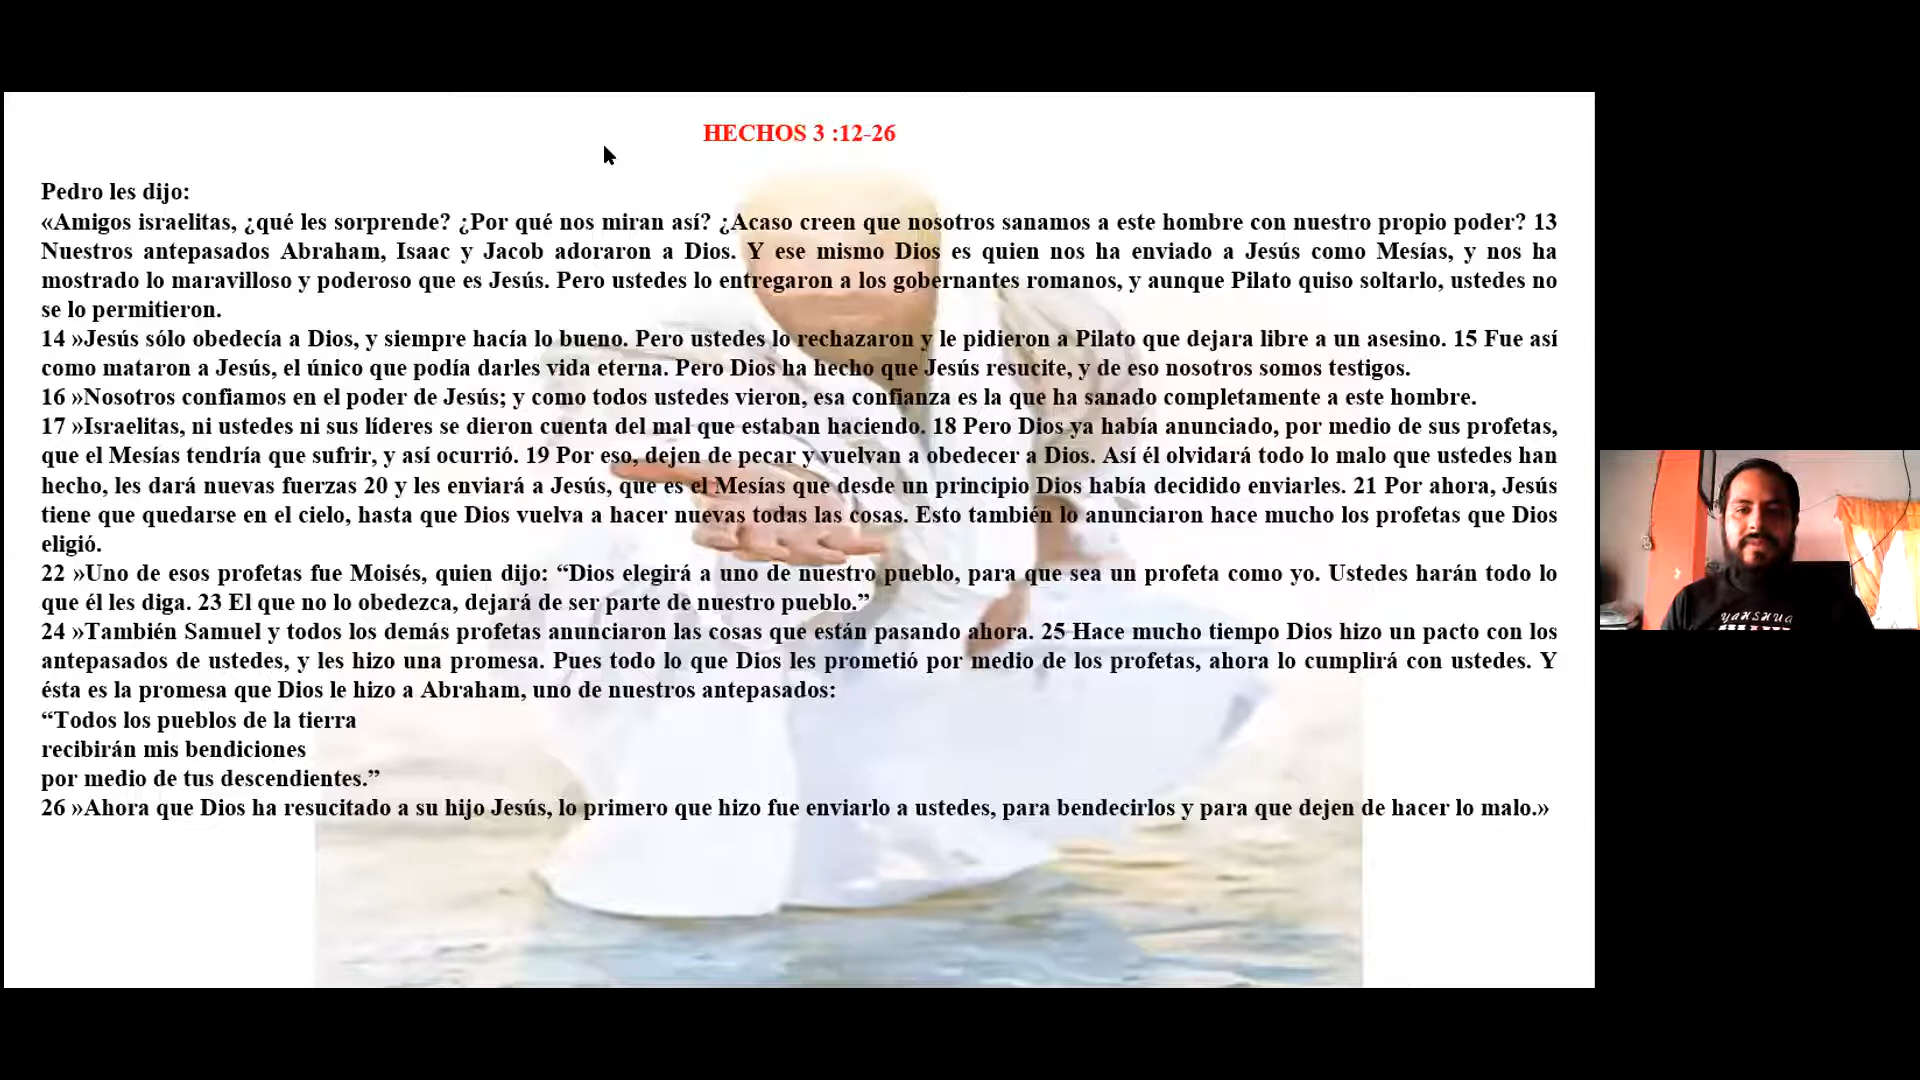 HECHOS 3 :12-26
Pedro les dijo:
«Amigos israelitas, ¿qué les sorprende? ¿Por qué nos miran así? ¿Acaso creen que nosotros sanamos a este hombre con nuestro propio poder? 13
Nuestros antepasados Abraham, Isaac y Jacob adoraron a Dios. Y ese mismo Dios es quien nos ha enviado a Jesús como Mesías, y nos ha
mostrado lo maravilloso y poderoso que es Jesús. Pero ustedes lo entregaron a los gobernantes romanos, y aunque Pilato quiso soltarlo, ustedes no
se lo permitieron.
14 »Jesús sólo obedecía a Dios, y siempre hacía lo bueno. Pero ustedes lo rechazaron y le pidieron a Pilato que dejara libre a un asesino. 15 Fue así
como mataron a Jesús, el único que podía darles vida eterna. Pero Dios ha hecho que Jesús resucite, y de eso nosotros somos testigos.
16 »Nosotros confiamos en el poder de Jesús; y como todos ustedes vieron, esa confianza es la que ha sanado completamente a este hombre.
17 »Israelitas, ni ustedes ni sus líderes se dieron cuenta del mal que estaban haciendo. 18 Pero Dios ya había anunciado, por medio de sus profetas,
que el Mesías tendría que sufrir, y así ocurrió. 19 Por eso, dejen de pecar y vuelvan a obedecer a Dios. Así él olvidará todo lo malo que ustedes han
hecho, les dará nuevas fuerzas 20 y les enviará a Jesús, que es el Mesías que desde un principio Dios había decidido enviarles. 21 Por ahora, Jesús
tiene que quedarse en el cielo, hasta que Dios vuelva a hacer nuevas todas las cosas. Esto también lo anunciaron hace mucho los profetas que Dios
eligió.
22 »Uno de esos profetas fue Moisés, quien dijo: “Dios elegirá a uno de nuestro pueblo, para que sea un profeta como yo. Ustedes harán todo lo
que él les diga. 23 El que no lo obedezca, dejará de ser parte de nuestro pueblo.”
24 »También Samuel y todos los demás profetas anunciaron las cosas que están pasando ahora. 25 Hace mucho tiempo Dios hizo un pacto con los
antepasados de ustedes, y les hizo una promesa. Pues todo lo que Dios les prometió por medio de los profetas, ahora lo cumplirá con ustedes. Y
ésta es la promesa que Dios le hizo a Abraham, uno de nuestros antepasados:
“Todos los pueblos de la tierra
recibirán mis bendiciones
por medio de tus descendientes.”
26 »Ahora que Dios ha resucitado a su hijo Jesús, lo primero que hizo fue enviarlo a ustedes, para bendecirlos y para que dejen de hacer lo malo.»
YAHSHUA